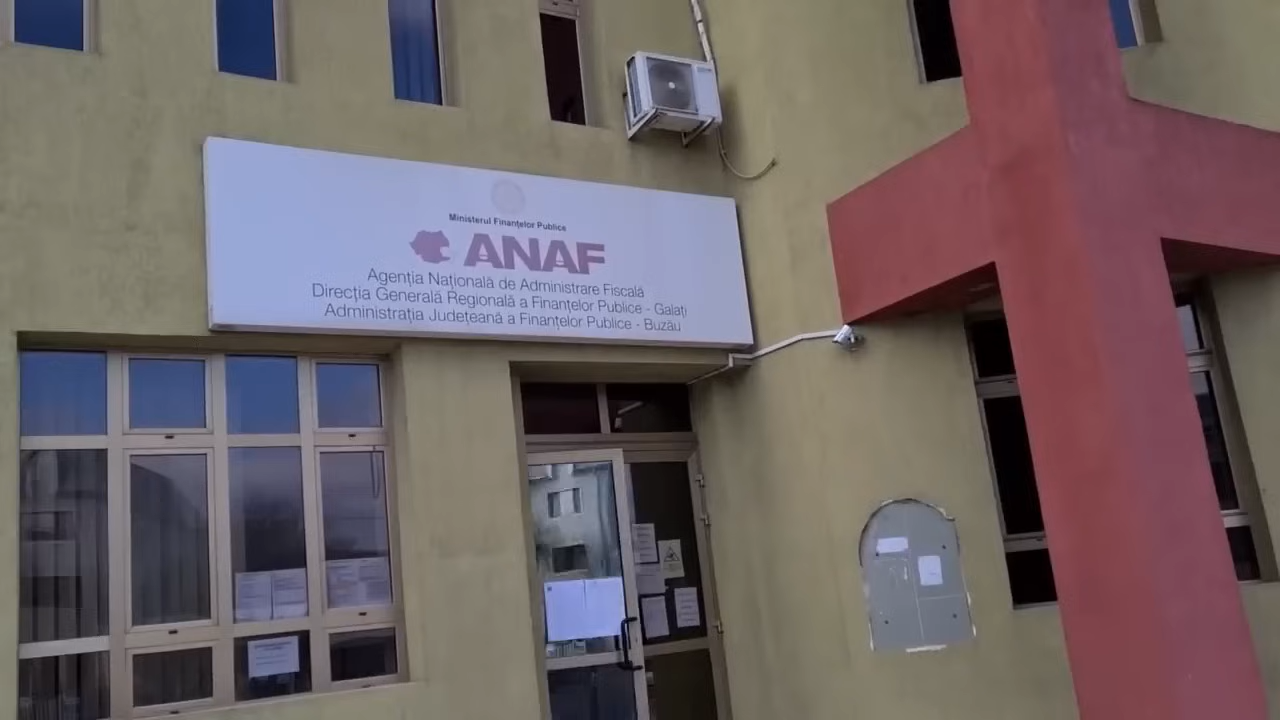 Ministerul Finanțelor Publice
ANAF
Agenția Națională de Administrare Fiscală
Direcția Generală Regională a Finanțelor Publice - Galați
Administrația Județeană a Finanțelor Publice - Buzău